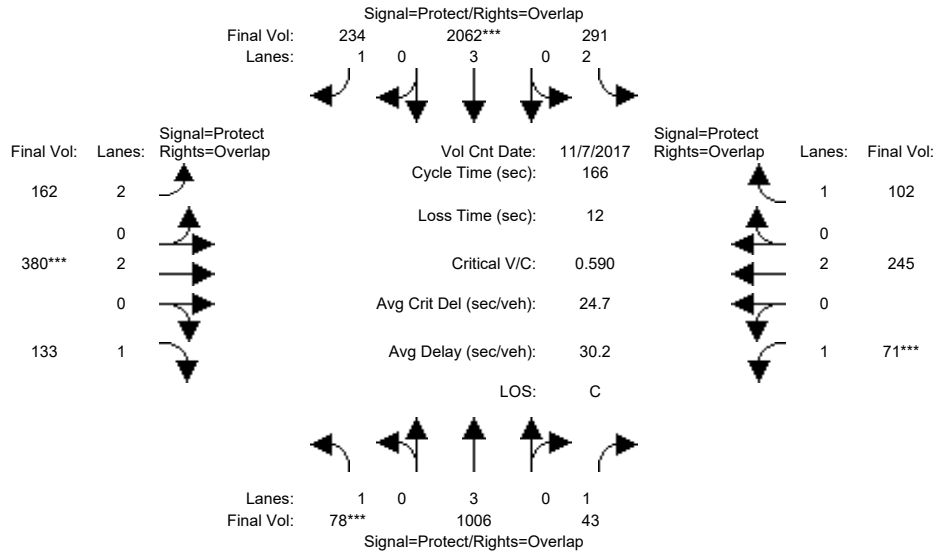 Signal=Protect/Rights=Overlap
Final Vol: 234 2062*** 291
Lanes: 1 0 3 0 2
Signal=Protect Signal=Protect
Final Vol: Lanes: Rights=Overlap Vol Cnt Date: 11/7/2017 Rights=Overlap Lanes: Final Vol:
Cycle Time (sec): 166
162 2 1 102
Loss Time (sec): 12
0 0
380*** 2 Critical V/C: 0.590 2 245
0 Avg Crit Del (sec/veh): 24.7 0
133 1 Avg Delay (sec/veh): 30.2 1 71***
LOS: C
Lanes: 1 0 3 0 1
Final Vol: 78*** 1006 43
Signal=Protect/Rights=Overlap